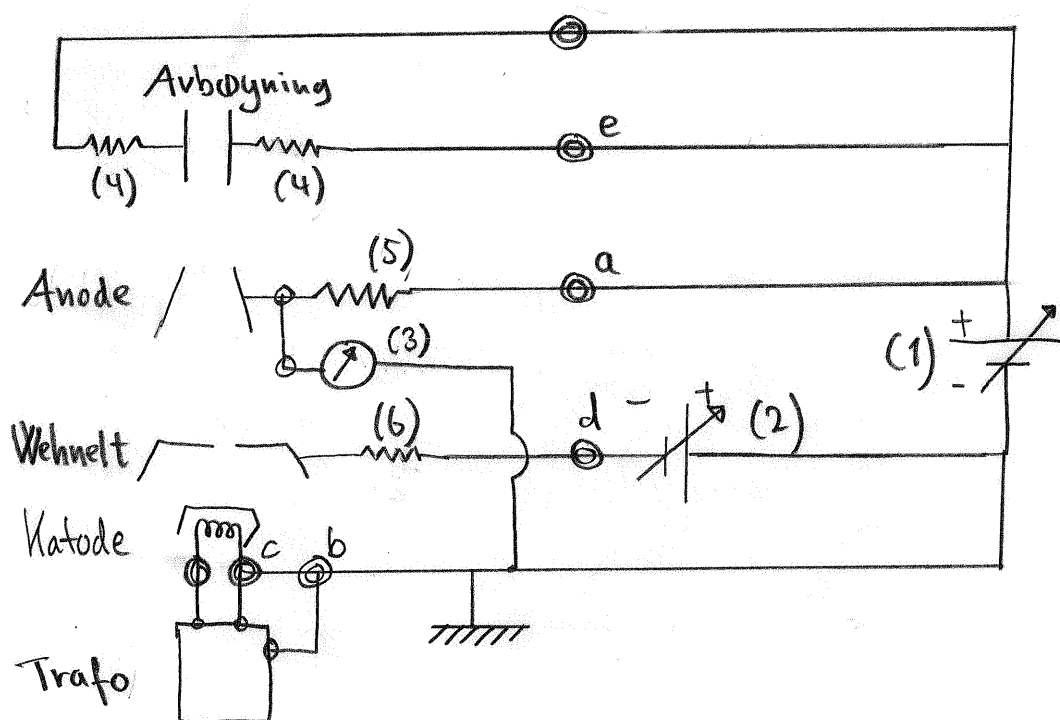 Avbøyning
e
(4) (4)
(5) a
Anode
(3) + (1)
-
(6) d - + (2)
Wehnelt
Katode c b
Trafo